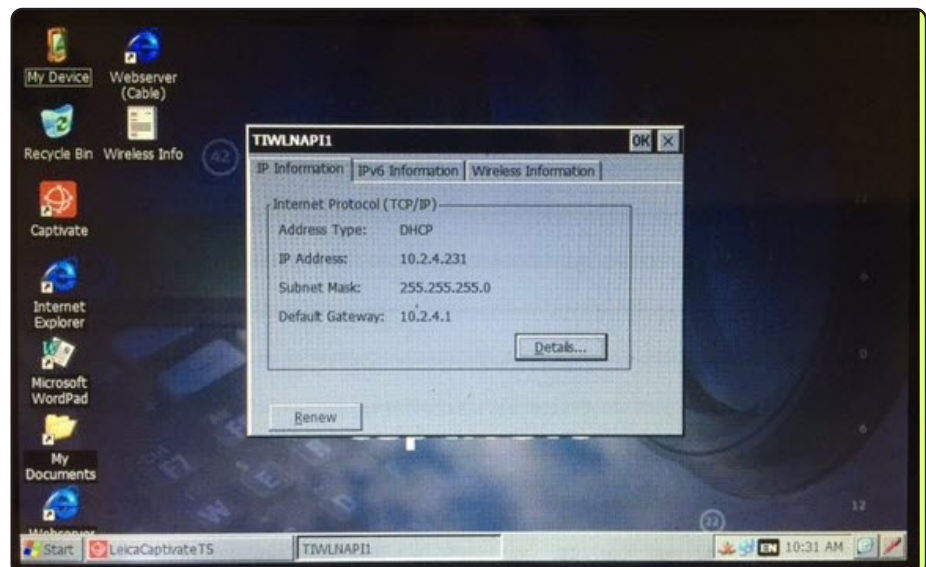 My Device
Webserver
(Cable)
Recycle Bin
Wireless Info
42
Captivate
Internet
Explorer
Microsoft
WordPad
My
Documents
TIWLNAPI1
OK
IP Information
IPv6 Information
Wireless Information
Internet Protocol (TCP/IP)
Address Type: DHCP
IP Address: 10.2.4.231
Subnet Mask: 255.255.255.0
Default Gateway: 10.2.4.1
Details...
Renew
22
12
Start
LeicaCaptivateTS
TIWLNAPI1
EN
10:31 AM